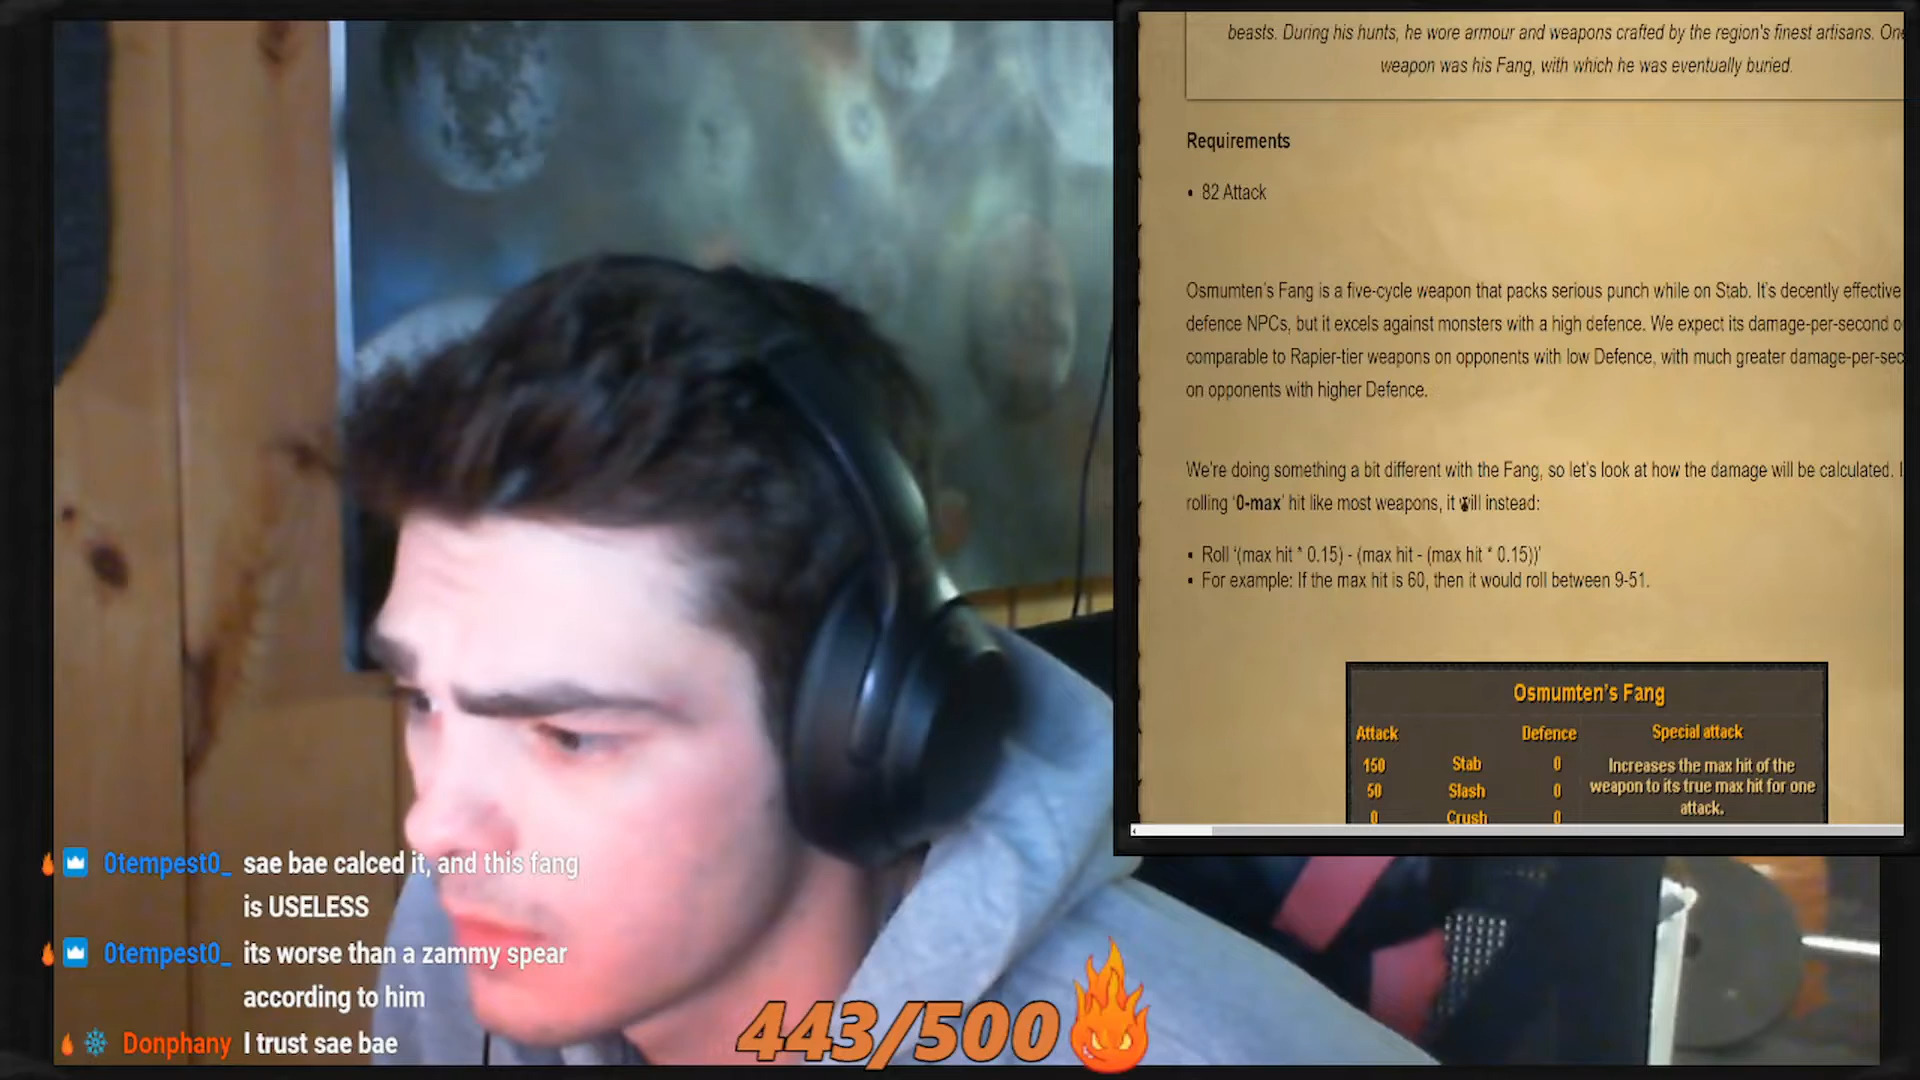 beasts. During his hunts, he wore armour and weapons crafted by the region's finest artisans. One
weapon was his Fang, with which he was eventually buried.
Requirements
• 82 Attack
Osmumten's Fang is a five-cycle weapon that packs serious punch while on Stab. It's decently effective
defence NPCs, but it excels against monsters with a high defence. We expect its damage-per-second o
comparable to Rapier-tier weapons on opponents with low Defence, with much greater damage-per-sec
on opponents with higher Defence.
We're doing something a bit different with the Fang, so let's look at how the damage will be calculated. I
rolling '0-max' hit like most weapons, it will instead:
• Roll '(max hit * 0.15) - (max hit - (max hit * 0.15))'
• For example: If the max hit is 60, then it would roll between 9-51.
Osmumten's Fang
Attack Defence Special attack
150 Stab 0 Increases the max hit of the
50 Slash 0 weapon to its true max hit for one
0 Crush 0 attack.
0tempest0_ sae bae calced it, and this fang
is USELESS
0tempest0_ its worse than a zammy spear
according to him
Donphany I trust sae bae
443/500